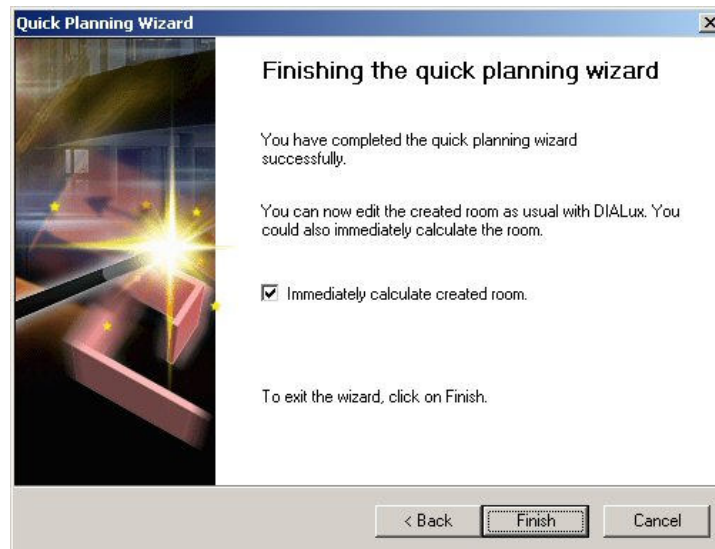 Quick Planning Wizard
Finishing the quick planning wizard
You have completed the quick planning wizard
successfully.
You can now edit the created room as usual with DIALux. You
could also immediately calculate the room.
Immediately calculate created room.
To exit the wizard, click on Finish.
< Back
Finish
Cancel